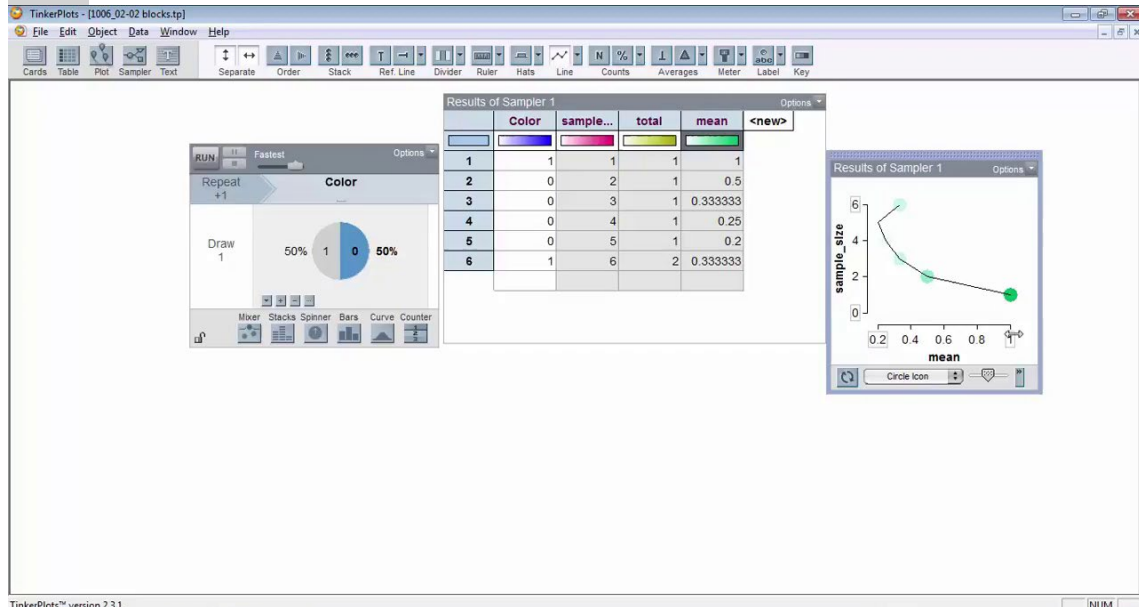 TinkerPlots - [1006_02-02 blocks.tp]
File Edit Object Data Window Help
Cards Table Plot Sampler Text Separate Order Stack Ref. Line Divider Ruler Hats Line Counts Averages Meter Label Key
Results of Sampler 1 Options
Color sample... total mean <new>
1 1 1 1 1
2 0 2 1 0.5
3 0 3 1 0.333333
4 0 4 1 0.25
5 0 5 1 0.2
6 1 6 2 0.333333
RUN Fastest Options
Repeat +1 Color
Draw 1
50% 1 0 50%
Mixer Stacks Spinner Bars Curve Counter
Results of Sampler 1 Options
sample_size
6
4
2
0
0.2 0.4 0.6 0.8 1
mean
Circle Icon
TinkerPlots™ version 2.3.1 NUM